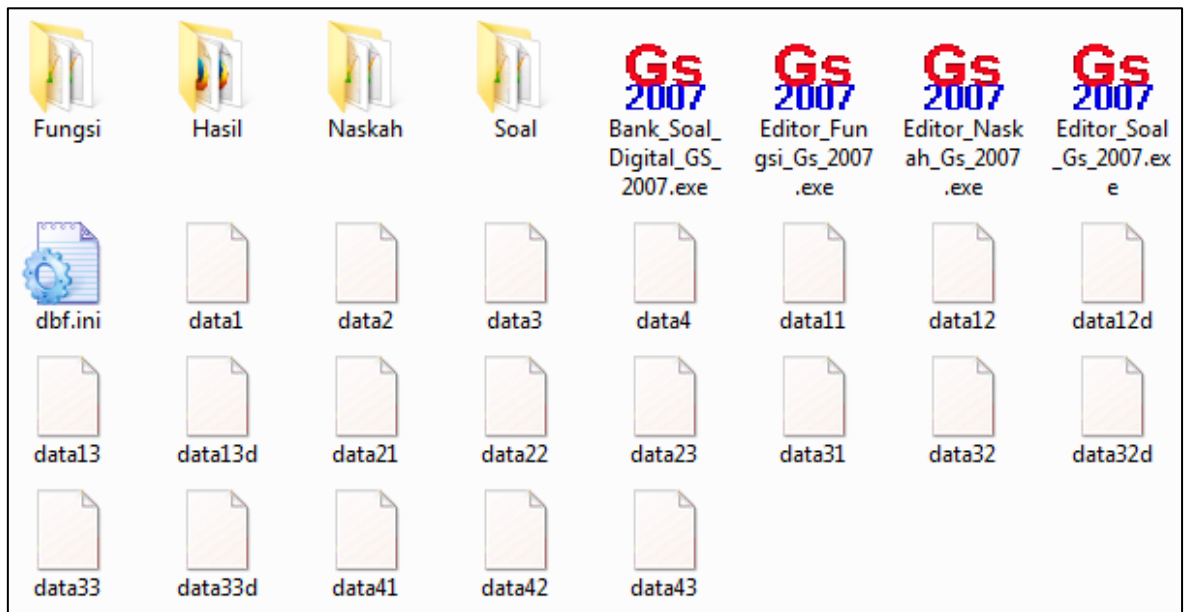 Fungsi
Hasil
Naskah
Soal
Gs
2007
Bank_Soal_
Digital_GS_
2007.exe
Gs
2007
Editor_Fun
gsi_Gs_2007
.exe
Gs
2007
Editor_Nask
ah_Gs_2007
.exe
Gs
2007
Editor_Soal
_Gs_2007.ex
e
dbf.ini
data1
data2
data3
data4
data11
data12
data12d
data13
data13d
data21
data22
data23
data31
data32
data32d
data33
data33d
data41
data42
data43